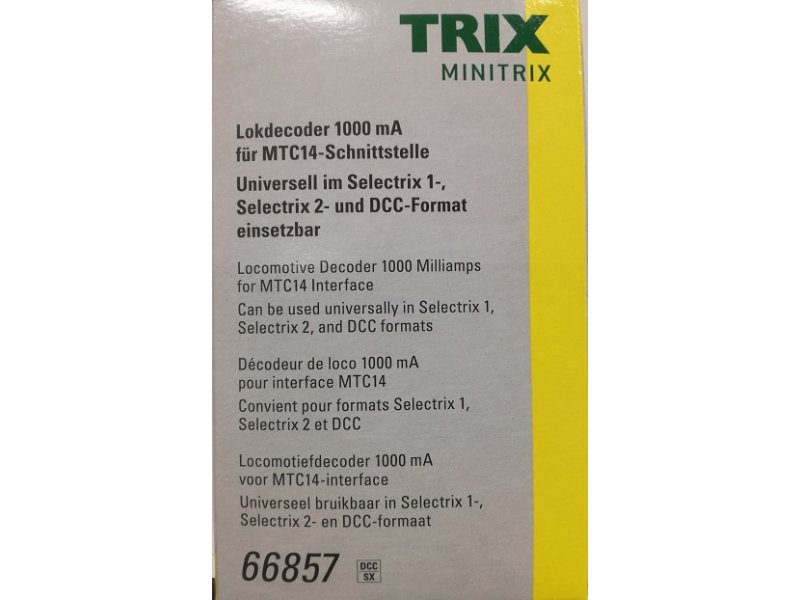 TRIX
MINITRIX
Lokdecoder 1000 mA
für MTC14-Schnittstelle
Universell im Selectrix 1-,
Selectrix 2- und DCC-Format
einsetzbar
Locomotive Decoder 1000 Milliamps
for MTC14 Interface
Can be used universally in Selectrix 1,
Selectrix 2, and DCC formats
Décodeur de loco 1000 mA
pour interface MTC14
Convient pour formats Selectrix 1,
Selectrix 2 et DCC
Locomotiefdecoder 1000 mA
voor MTC14-interface
Universeel bruikbaar in Selectrix 1-,
Selectrix 2- en DCC-formaat
66857
DCC
SX